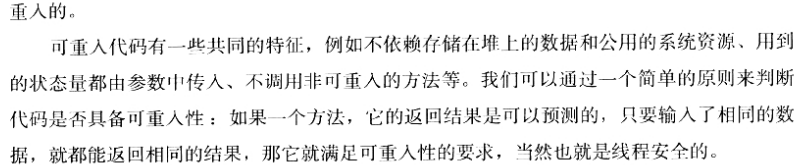 重入的。
可重入代码有一些共同的特征，例如不依赖存储在堆上的数据和公用的系统资源、用到
的状态量都由参数中传入、不调用非可重入的方法等。我们可以通过一个简单的原则来判断
代码是否具备可重入性：如果一个方法，它的返回结果是可以预测的，只要输入了相同的数
据，就都能返回相同的结果，那它就满足可重入性的要求，当然也就是线程安全的。